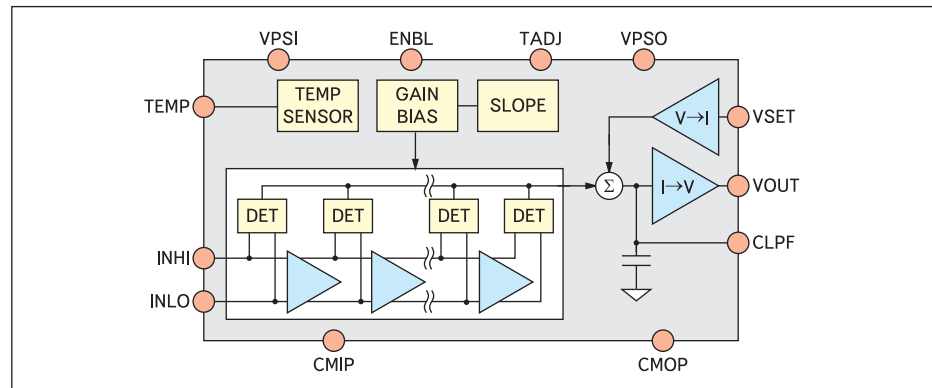 VPSI ENBL TADJ VPSO
TEMP
TEMP
SENSOR
GAIN
BIAS
SLOPE
V→I
VSET
Σ
I→V
VOUT
DET DET DET DET
CLPF
INHI
INLO
CMIP CMOP